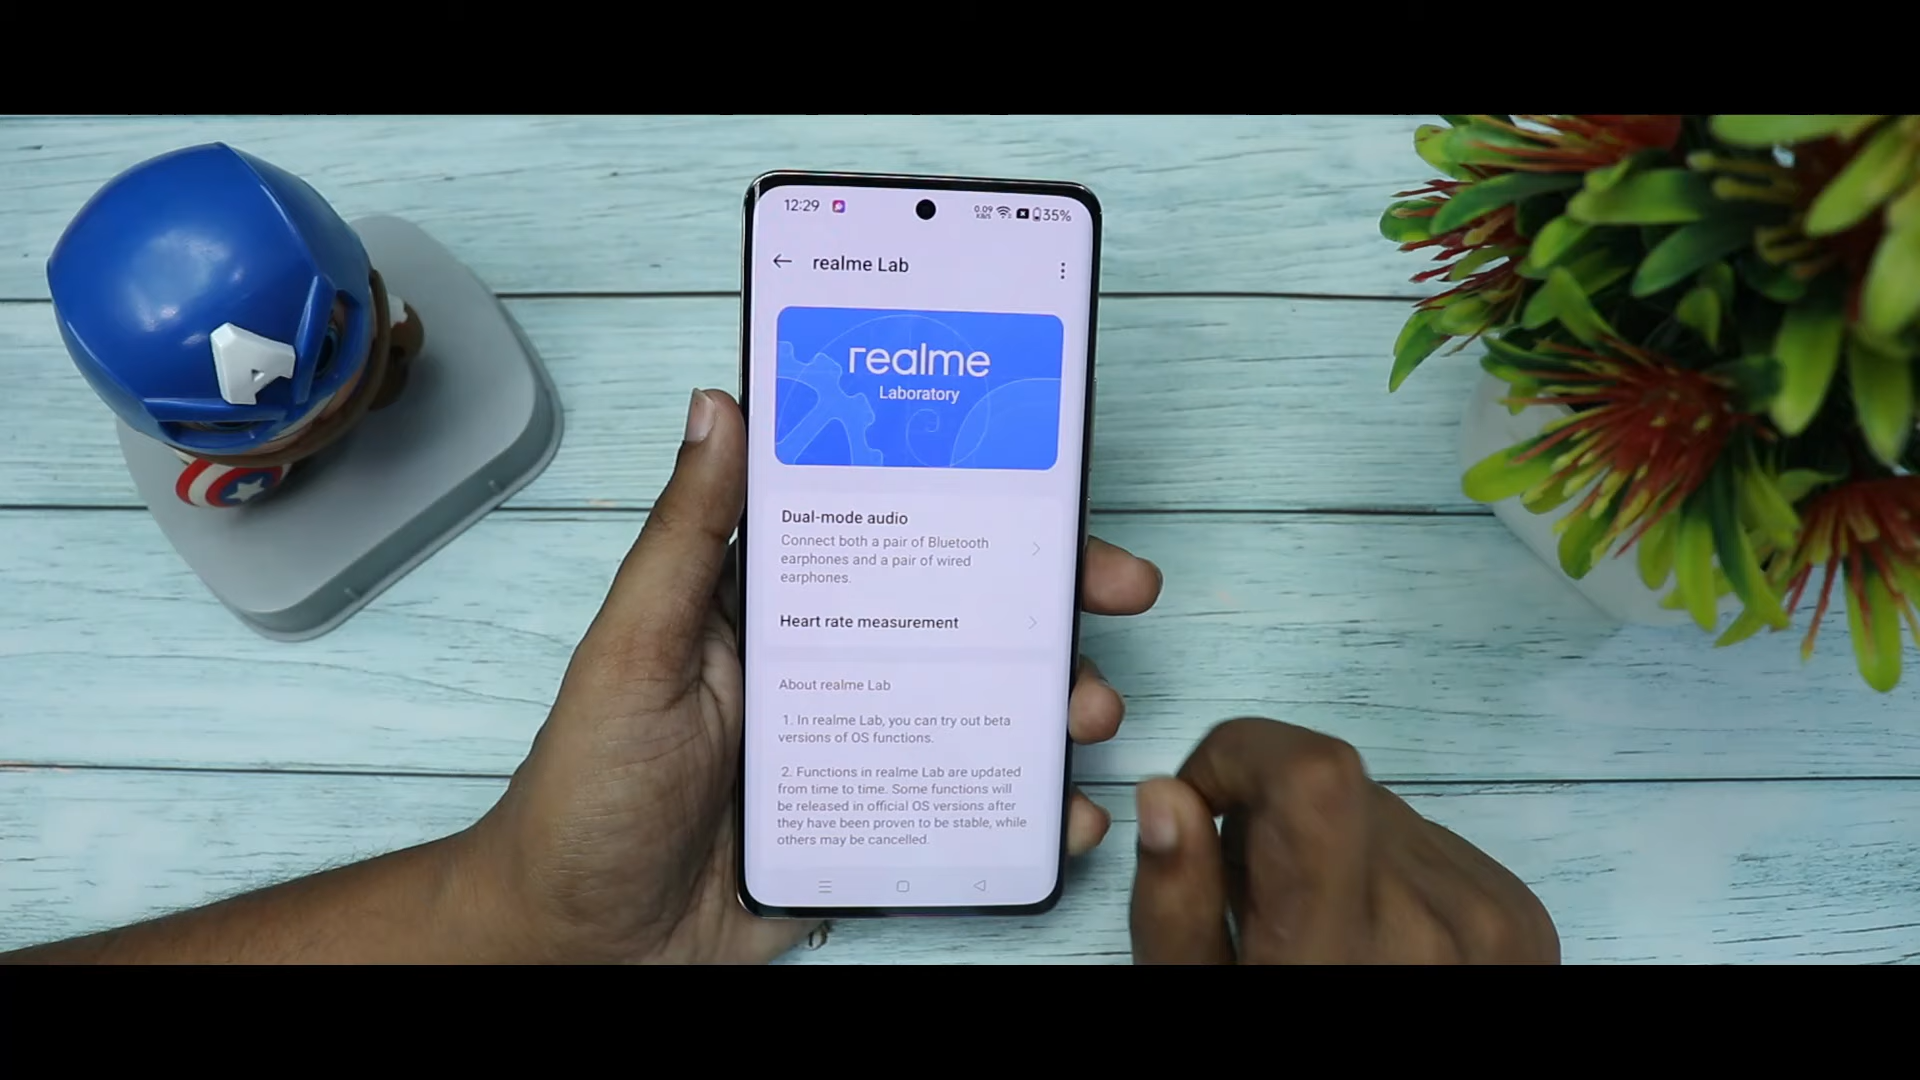 12:29 0.09 KB/S 35%
realme Lab
realme
Laboratory
Dual-mode audio
Connect both a pair of Bluetooth
earphones and a pair of wired
earphones.
Heart rate measurement
About realme Lab
1. In realme Lab, you can try out beta
versions of OS functions.
2. Functions in realme Lab are updated
from time to time. Some functions will
be released in official OS versions after
they have been proven to be stable, while
others may be cancelled.
A